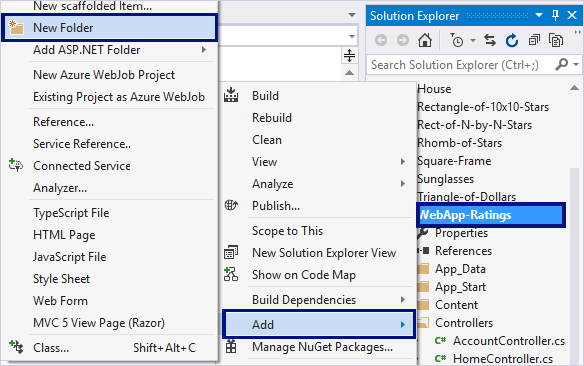 New scaffolded Item...
New Folder
Add ASP.NET Folder
New Azure WebJob Project
Existing Project as Azure WebJob
Reference...
Service Reference..
Connected Service
Analyzer...
TypeScript File
HTML Page
JavaScript File
Style Sheet
Web Form
MVC 5 View Page (Razor)
Class... Shift+Alt+C
Build
Rebuild
Clean
View
Analyze
Publish...
Scope to This
New Solution Explorer View
Show on Code Map
Build Dependencies
Add
Manage NuGet Packages...
Solution Explorer
Search Solution Explorer (Ctrl+;)
House
Rectangle-of-10x10-Stars
Rect-of-N-by-N-Stars
Rhomb-of-Stars
Square-Frame
Sunglasses
Triangle-of-Dollars
WebApp-Ratings
Properties
References
App_Data
App_Start
Content
Controllers
C# AccountController.cs
C# HomeController.cs